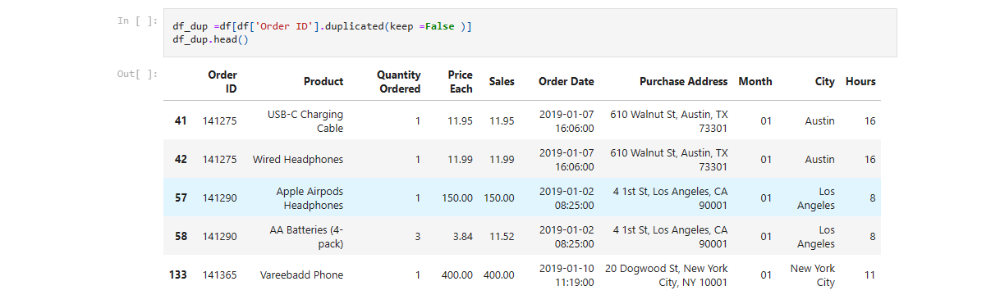 In [ ]:
df_dup =df[df['Order ID'].duplicated(keep =False )]
df_dup.head()
Out[ ]:
Order ID Product Quantity Ordered Price Each Sales Order Date Purchase Address Month City Hours
41 141275 USB-C Charging Cable 1 11.95 11.95 2019-01-07 16:06:00 610 Walnut St, Austin, TX 73301 01 Austin 16
42 141275 Wired Headphones 1 11.99 11.99 2019-01-07 16:06:00 610 Walnut St, Austin, TX 73301 01 Austin 16
57 141290 Apple Airpods Headphones 1 150.00 150.00 2019-01-02 08:25:00 4 1st St, Los Angeles, CA 90001 01 Los Angeles 8
58 141290 AA Batteries (4-pack) 3 3.84 11.52 2019-01-02 08:25:00 4 1st St, Los Angeles, CA 90001 01 Los Angeles 8
133 141365 Vareebadd Phone 1 400.00 400.00 2019-01-10 11:19:00 20 Dogwood St, New York City, NY 10001 01 New York City 11